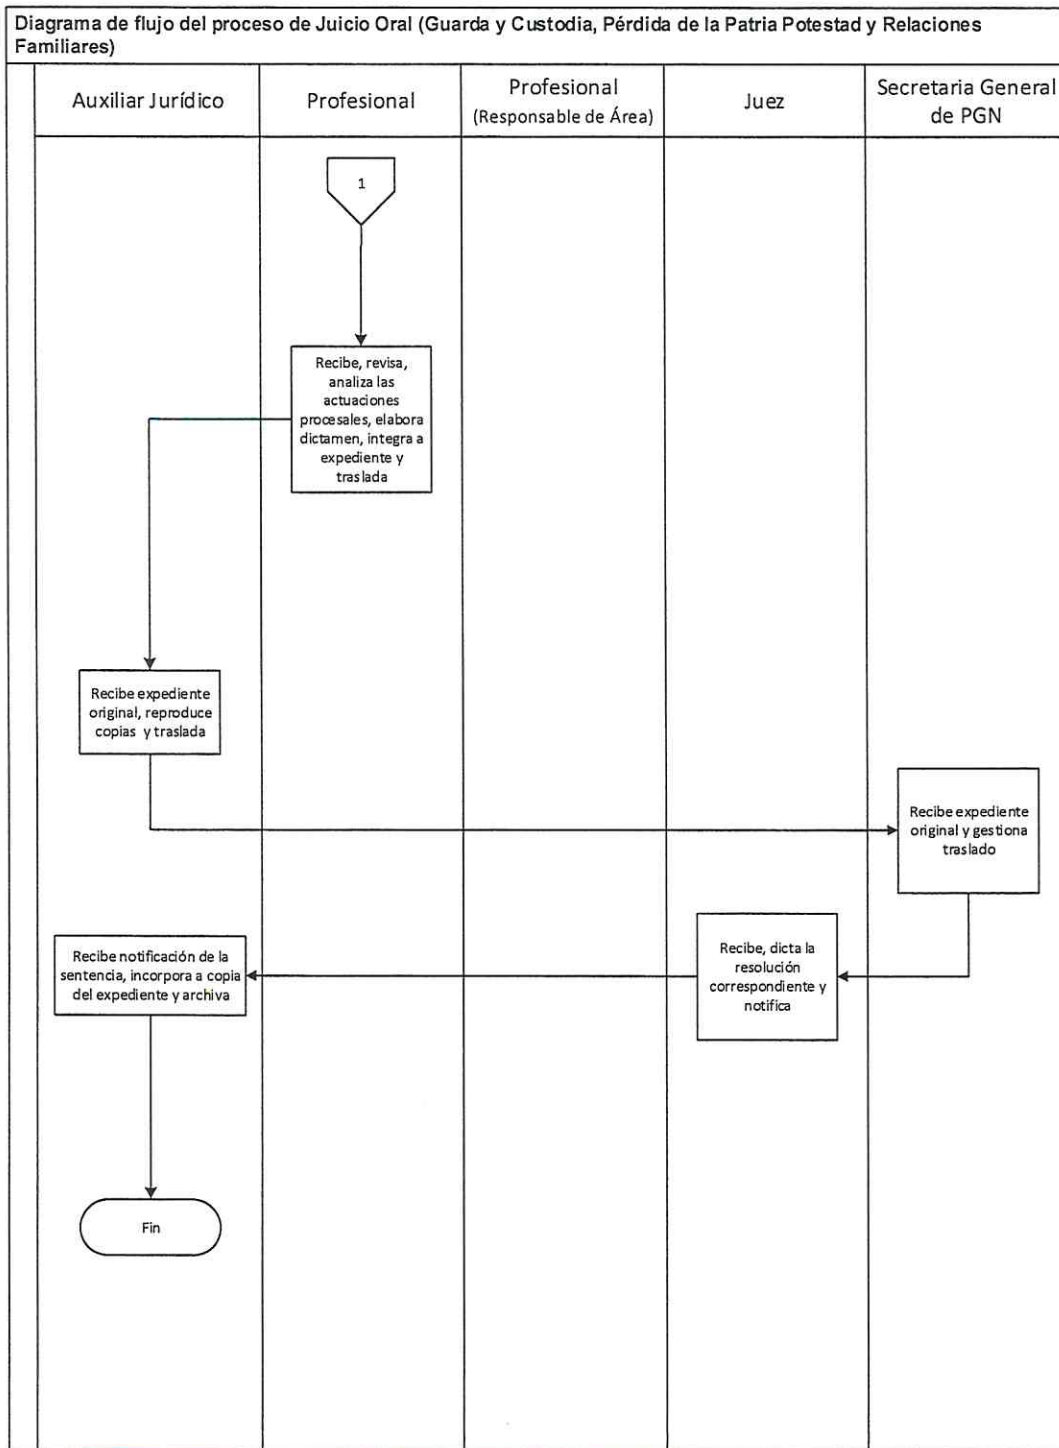 Diagrama de flujo del proceso de Juicio Oral (Guarda y Custodia, Pérdida de la Patria Potestad y Relaciones
Familiares)
Auxiliar Jurídico
Profesional
Profesional
(Responsable de Área)
Juez
Secretaria General
de PGN
1
Recibe, revisa,
analiza las
actuaciones
procesales, elabora
dictamen, integra a
expediente y
traslada
Recibe expediente
original, reproduce
copias y traslada
Recibe expediente
original y gestiona
traslado
Recibe notificación de la
sentencia, incorpora a copia
del expediente y archiva
Recibe, dicta la
resolución
correspondiente y
notifica
Fin